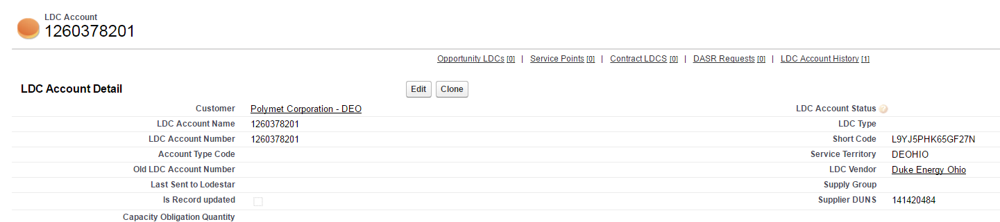 LDC Account
1260378201
Opportunity LDCs [0] | Service Points [0] | Contract LDCS [0] | DASR Requests [0] | LDC Account History [1]
LDC Account Detail Edit Clone
Customer Polymet Corporation - DEO LDC Account Status ?
LDC Account Name 1260378201 LDC Type
LDC Account Number 1260378201 Short Code L9YJ5PHK65GF27N
Account Type Code Service Territory DEOHIO
Old LDC Account Number LDC Vendor Duke Energy Ohio
Last Sent to Lodestar Supply Group
Is Record updated Supplier DUNS 141420484
Capacity Obligation Quantity